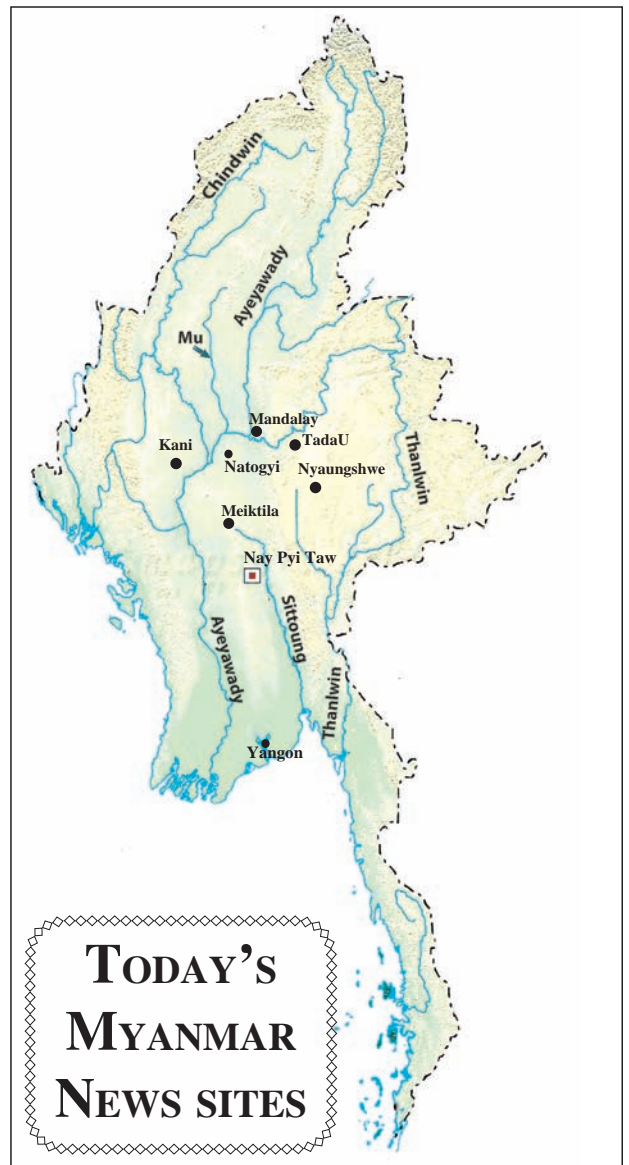 Chindwin
Ayeyawady
Mu
Mandalay
TadaU
Kani
Natogyi
Nyaungshwe
Thanlwin
Meiktila
Nay Pyi Taw
Sittoung
Ayeyawady
Thanlwin
Yangon
TODAY'S
MYANMAR
NEWS SITES